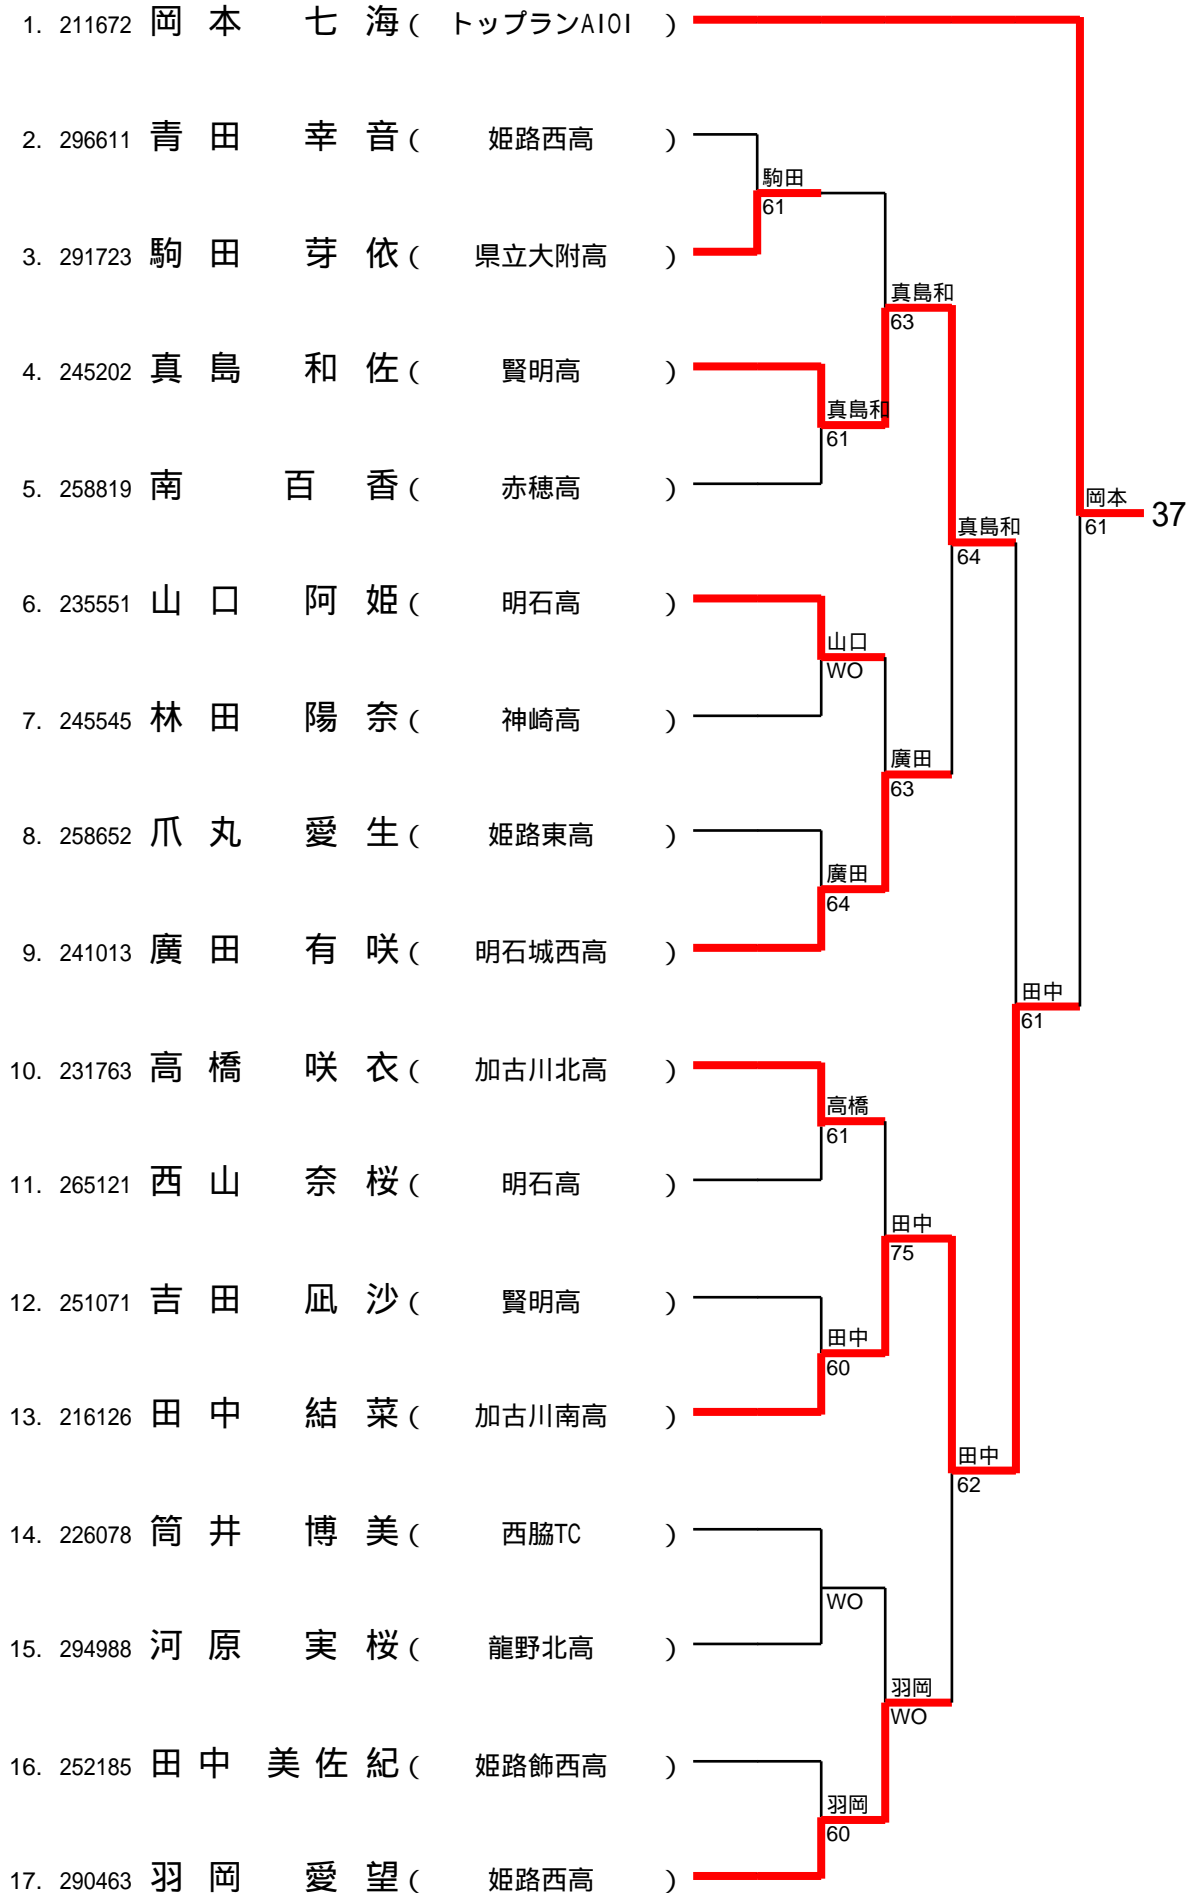 1. 211672 岡本 七海 ( トップランAIOI )
2. 296611 青田 幸音 ( 姫路西高 )
駒田
61
3. 291723 駒田 芽依 ( 県立大附高 )
真島和
63
4. 245202 真島 和佐 ( 賢明高 )
真島和
61
5. 258819 南 百香 ( 赤穂高 )
岡本
61
37
真島和
64
6. 235551 山口 阿姫 ( 明石高 )
山口
WO
7. 245545 林田 陽奈 ( 神崎高 )
廣田
63
8. 258652 爪丸 愛生 ( 姫路東高 )
廣田
64
9. 241013 廣田 有咲 ( 明石城西高 )
田中
61
10. 231763 高橋 咲衣 ( 加古川北高 )
高橋
61
11. 265121 西山 奈桜 ( 明石高 )
田中
75
12. 251071 吉田 凪沙 ( 賢明高 )
田中
60
13. 216126 田中 結菜 ( 加古川南高 )
田中
62
14. 226078 筒井 博美 ( 西脇TC )
WO
15. 294988 河原 実桜 ( 龍野北高 )
羽岡
WO
16. 252185 田中 美佐紀 ( 姫路飾西高 )
羽岡
60
17. 290463 羽岡 愛望 ( 姫路西高 )